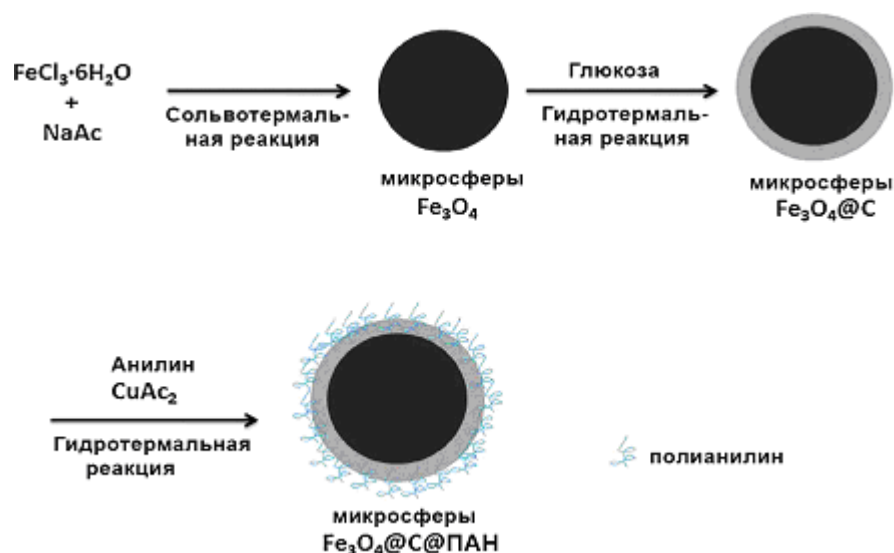 FeCl₃·6H₂O
+
NaAc
Сольвотермаль-
ная реакция
микросферы
Fe₃O₄
Глюкоза
Гидротермаль-
ная реакция
микросферы
Fe₃O₄@C
Анилин
CuAc₂
Гидротермальная
реакция
микросферы
Fe₃O₄@C@ПАН
полианилин